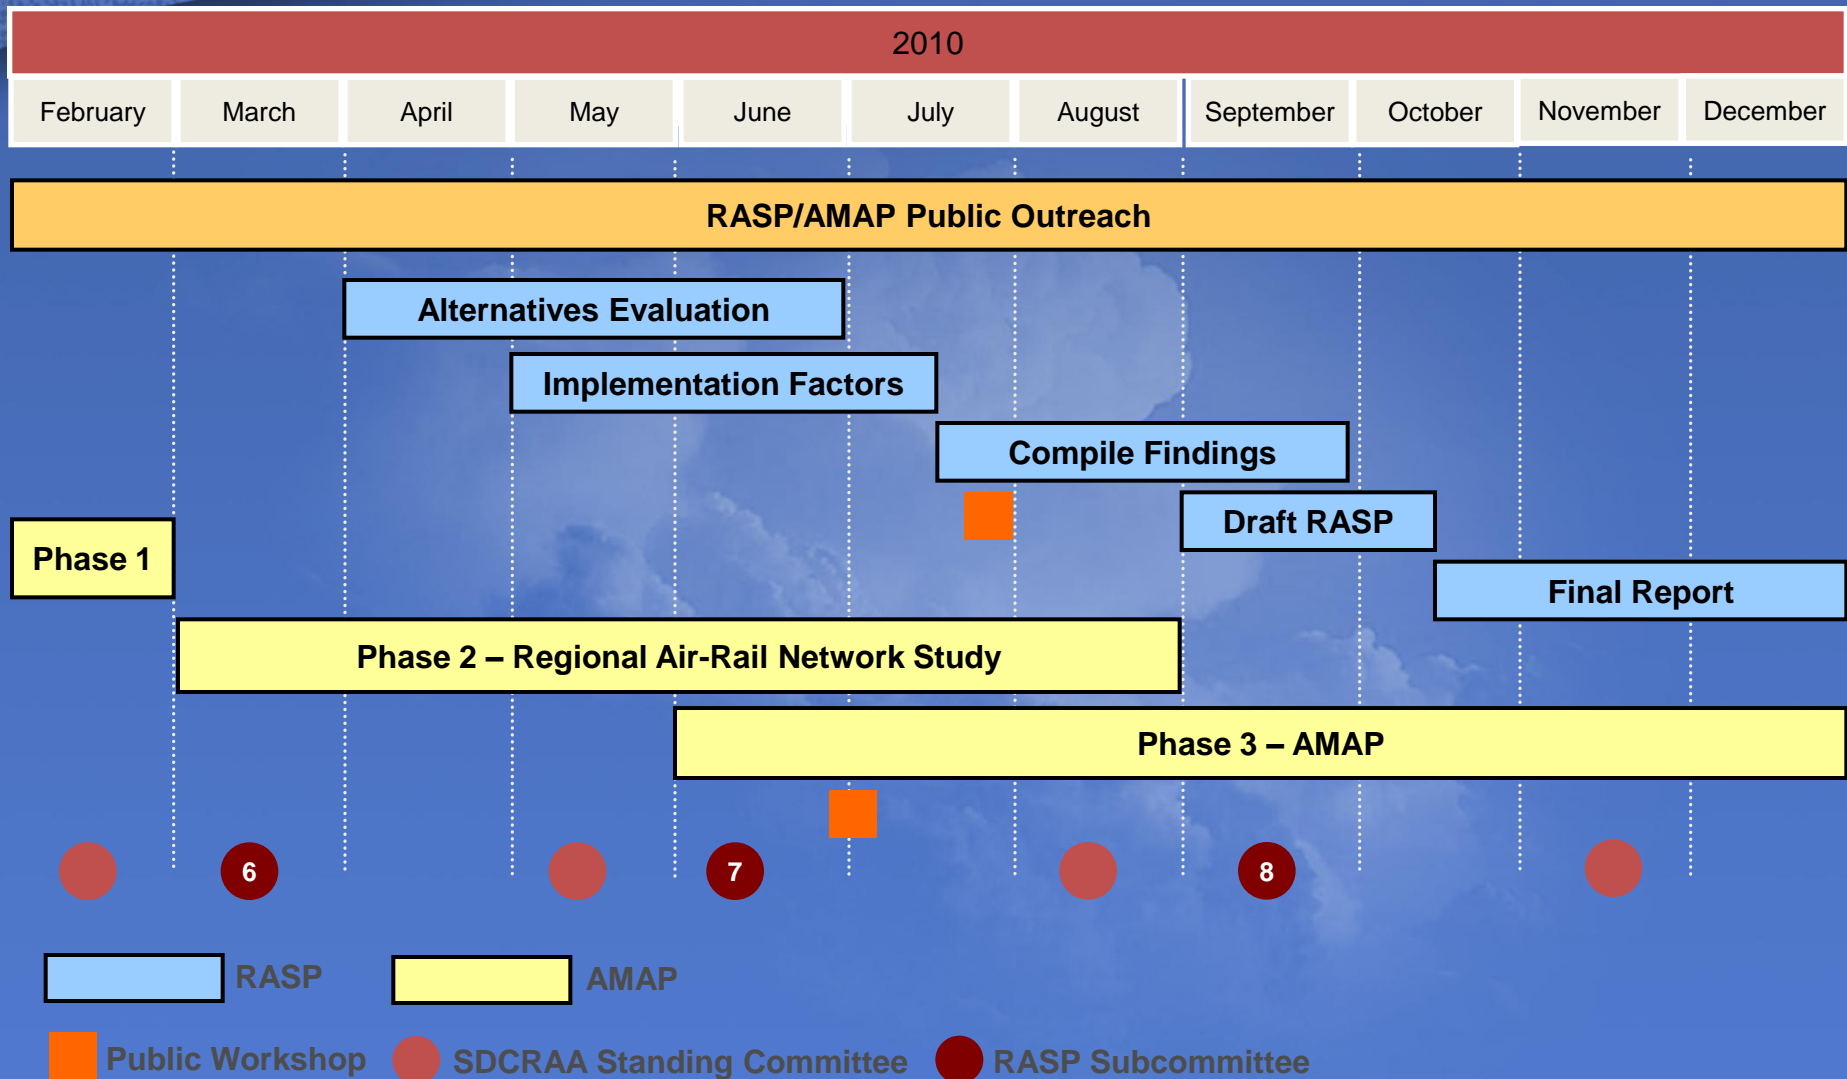 2010
February March April May June July August September October November December
RASP/AMAP Public Outreach
Alternatives Evaluation
Implementation Factors
Compile Findings
Draft RASP
Phase 1
Final Report
Phase 2 – Regional Air-Rail Network Study
Phase 3 – AMAP
6 7 8
RASP AMAP
Public Workshop SDCRAA Standing Committee RASP Subcommittee